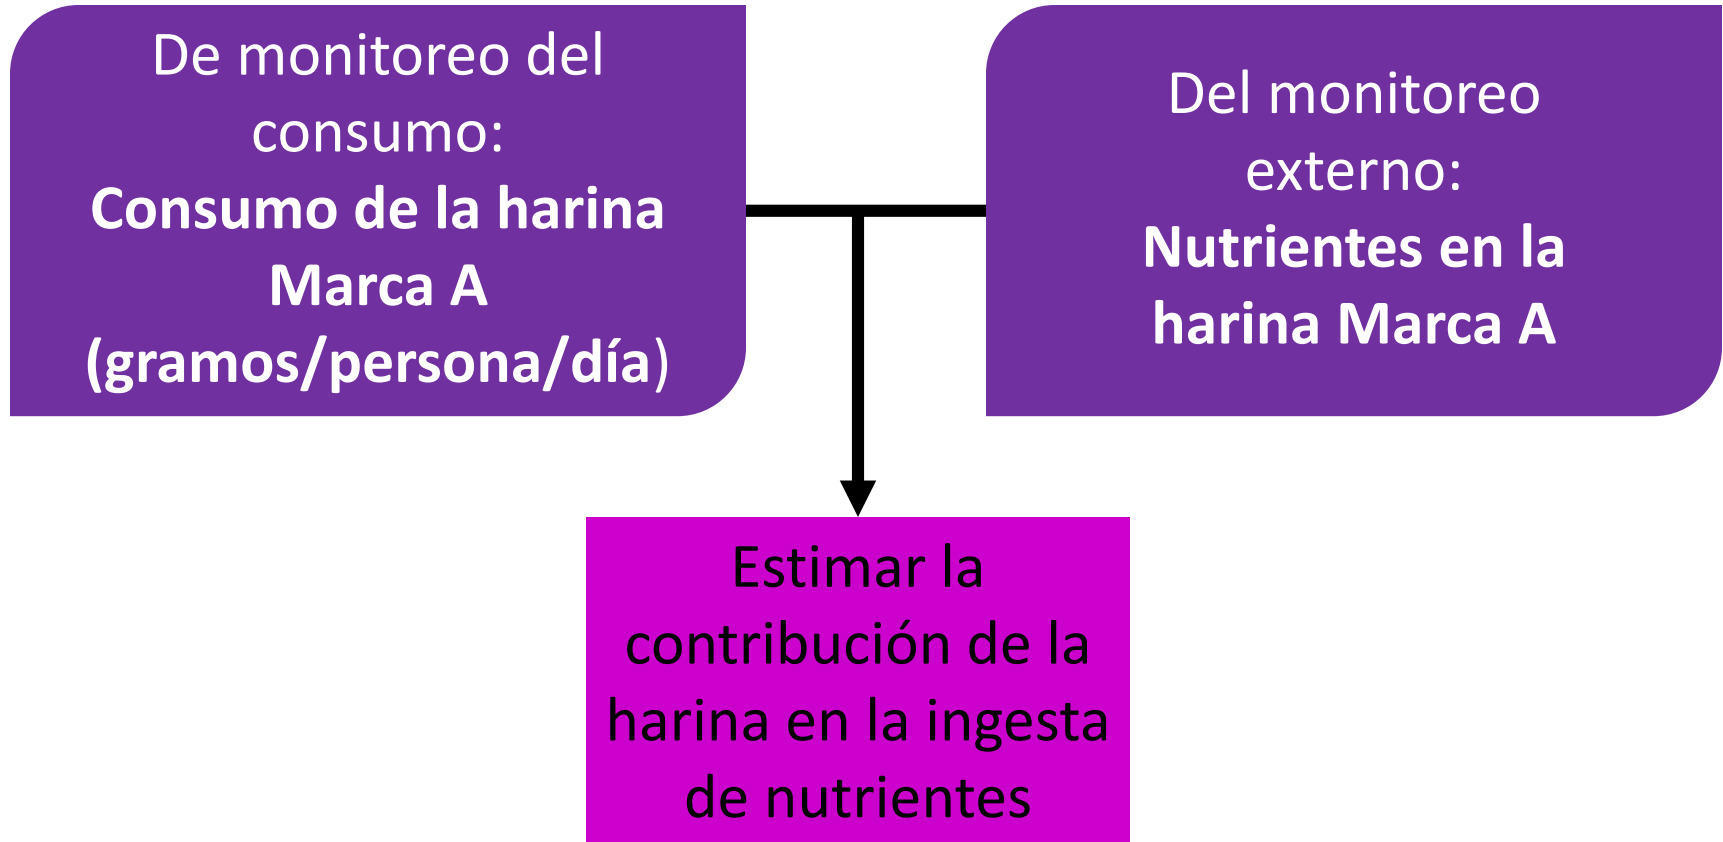 De monitoreo del
consumo:
Consumo de la harina
Marca A
(gramos/persona/día)
Del monitoreo
externo:
Nutrientes en la
harina Marca A
Estimar la
contribución de la
harina en la ingesta
de nutrientes